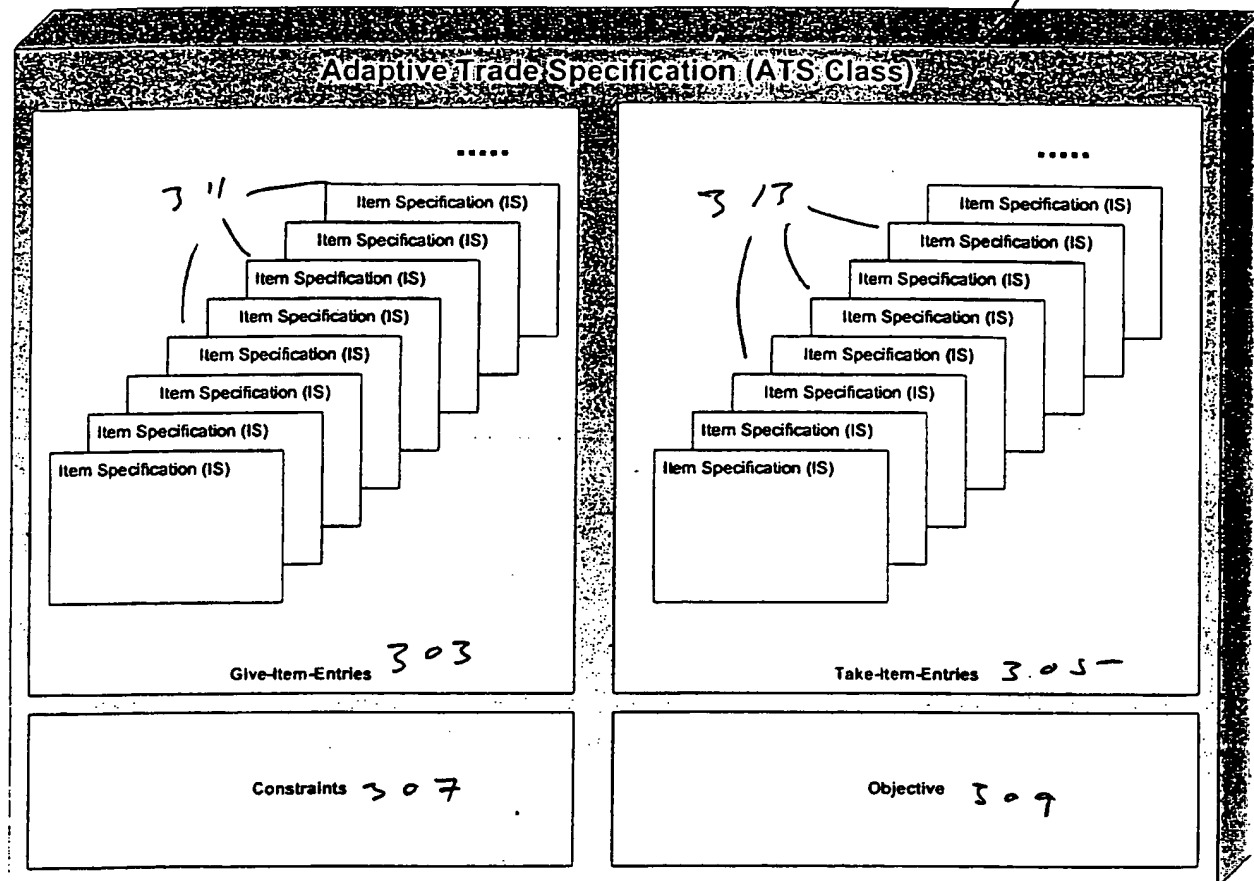 Adaptive Trade Specification (ATS Class)
.....
311
Item Specification (IS)
Item Specification (IS)
Item Specification (IS)
Item Specification (IS)
Item Specification (IS)
Item Specification (IS)
Item Specification (IS)
Item Specification (IS)
Give-Item-Entries 303
.....
313
Item Specification (IS)
Item Specification (IS)
Item Specification (IS)
Item Specification (IS)
Item Specification (IS)
Item Specification (IS)
Item Specification (IS)
Item Specification (IS)
Take-Item-Entries 305
Constraints 307
Objective 309